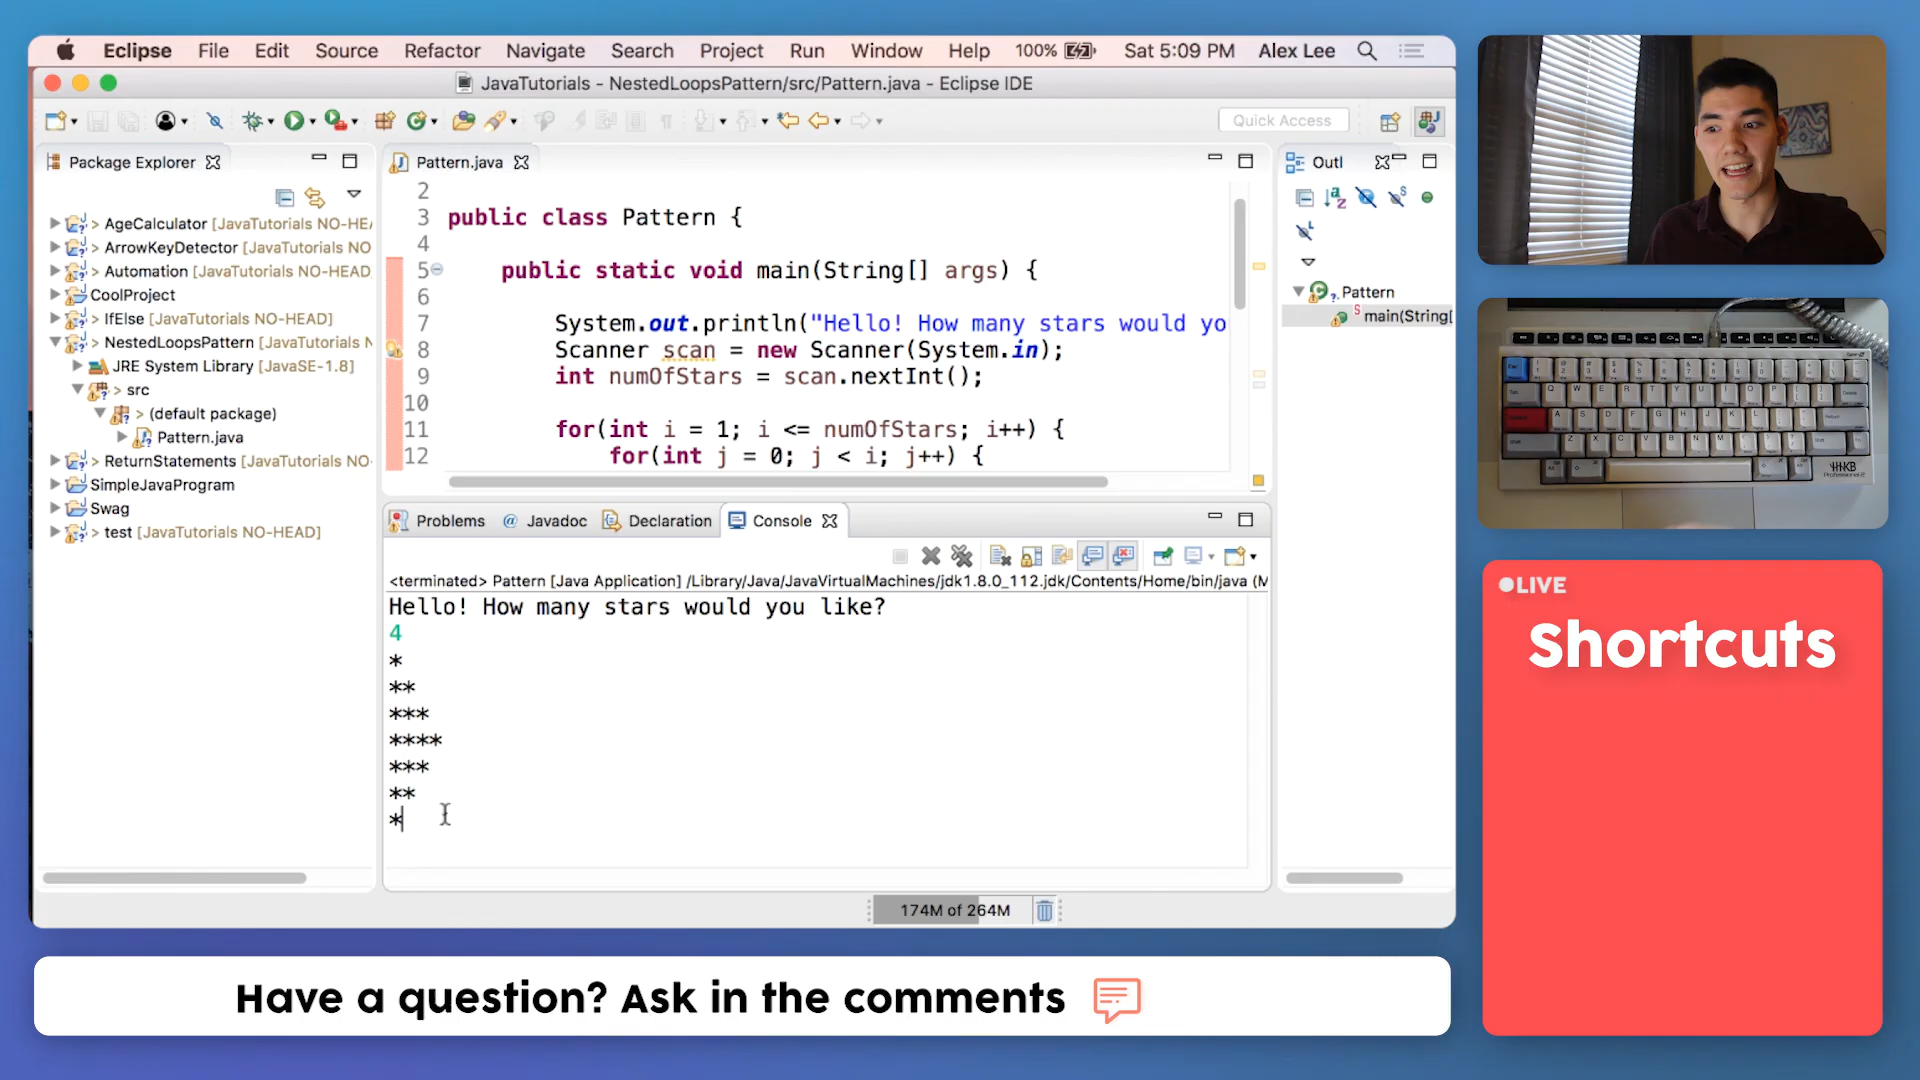 Eclipse File Edit Source Refactor Navigate Search Project Run Window Help 100% Sat 5:09 PM Alex Lee
JavaTutorials - NestedLoopsPattern/src/Pattern.java - Eclipse IDE
Quick Access
Package Explorer
> AgeCalculator [JavaTutorials NO-HEA
> ArrowKeyDetector [JavaTutorials NO
> Automation [JavaTutorials NO-HEAD
CoolProject
> IfElse [JavaTutorials NO-HEAD]
> NestedLoopsPattern [JavaTutorials N
JRE System Library [JavaSE-1.8]
> src
> (default package)
Pattern.java
> ReturnStatements [JavaTutorials NO-
SimpleJavaProgram
Swag
> test [JavaTutorials NO-HEAD]
Pattern.java
2
3 public class Pattern {
4
5 public static void main(String[] args) {
6
7 System.out.println("Hello! How many stars would yo
8 Scanner scan = new Scanner(System.in);
9 int numOfStars = scan.nextInt();
10
11 for(int i = 1; i <= numOfStars; i++) {
12 for(int j = 0; j < i; j++) {
Outl
Pattern
main(String[
Problems Javadoc Declaration Console
<terminated> Pattern [Java Application] /Library/Java/JavaVirtualMachines/jdk1.8.0_112.jdk/Contents/Home/bin/java (M
Hello! How many stars would you like?
4
*
**
***
****
***
**
*
174M of 264M
LIVE
Shortcuts
Have a question? Ask in the comments